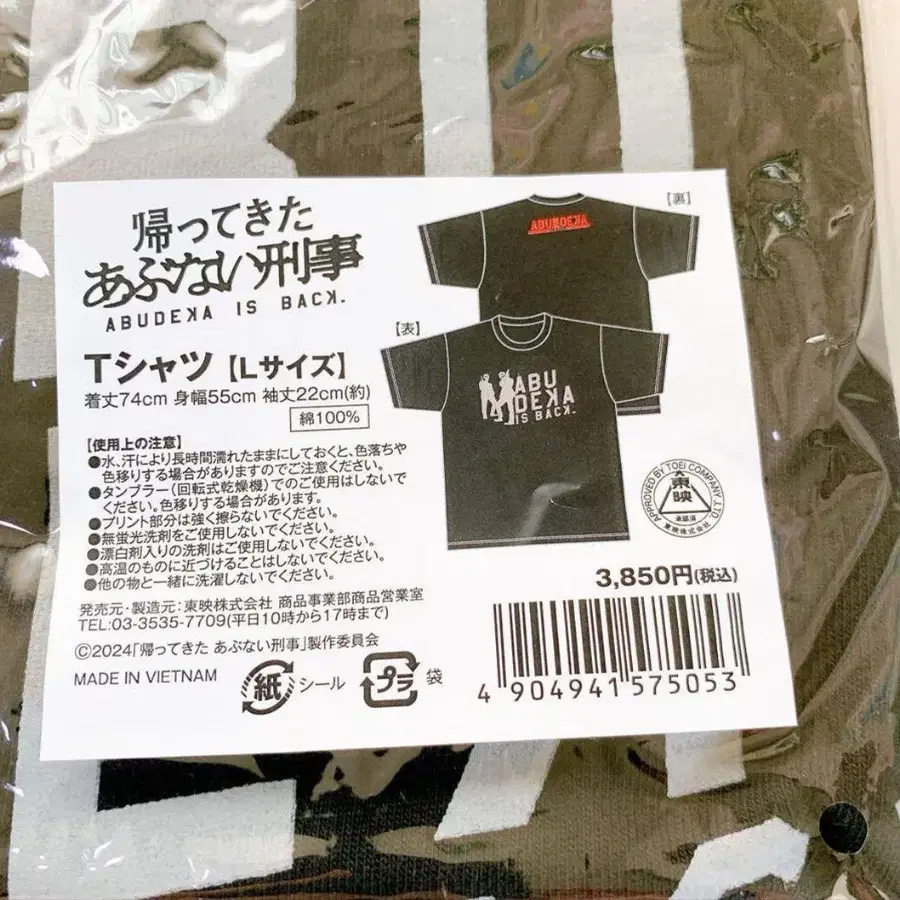 帰ってきた
あぶない刑事
ABUDEKA IS BACK.
Tシャツ【Lサイズ】
着丈74cm 身幅55cm 袖丈22cm(約)
綿100%
【使用上の注意】
●水、汗により長時間濡れたままにしておくと、色落ちや
色移りする場合がありますのでご注意ください。
●タンブラー(回転式乾燥機)でのご使用はしないで
ください。色移りする場合があります。
●プリント部分は強く擦らないでください。
●無蛍光洗剤をご使用しないでください。
●漂白剤入りの洗剤はご使用しないでください。
●高温のものに近づけることはしないでください。
●他の物と一緒に洗濯しないでください。
発売元・製造元:東映株式会社 商品事業部商品営業室
TEL:03-3535-7709(平日10時から17時まで)
©2024「帰ってきた あぶない刑事」製作委員会
MADE IN VIETNAM
紙 シール
プラ 袋
【裏】
ABUDEKA
【表】
ABU
DEKA
IS BACK.
APPROVED BY TOEI COMPANY, LTD.
東映
承認済
東映株式会社
3,850円(税込)
4 904941 575053